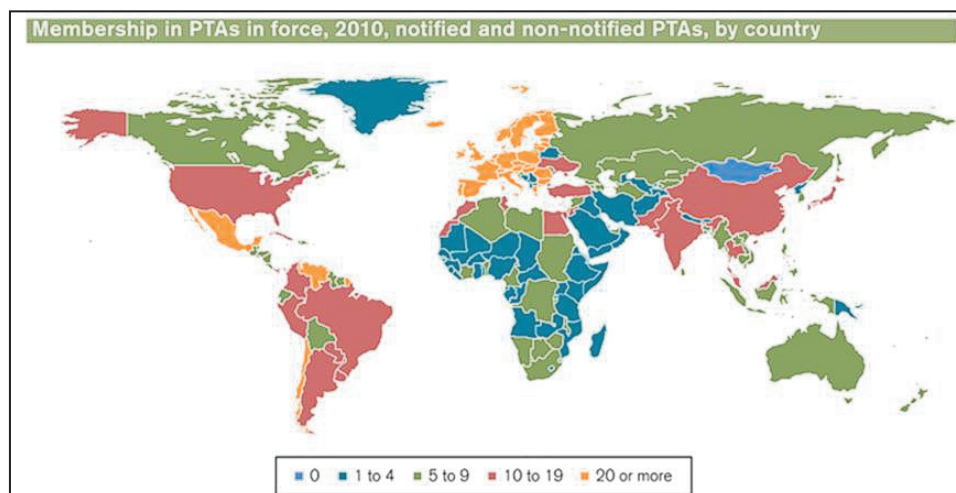 Membership in PTAs in force, 2010, notified and non-notified PTAs, by country
0 1 to 4 5 to 9 10 to 19 20 or more